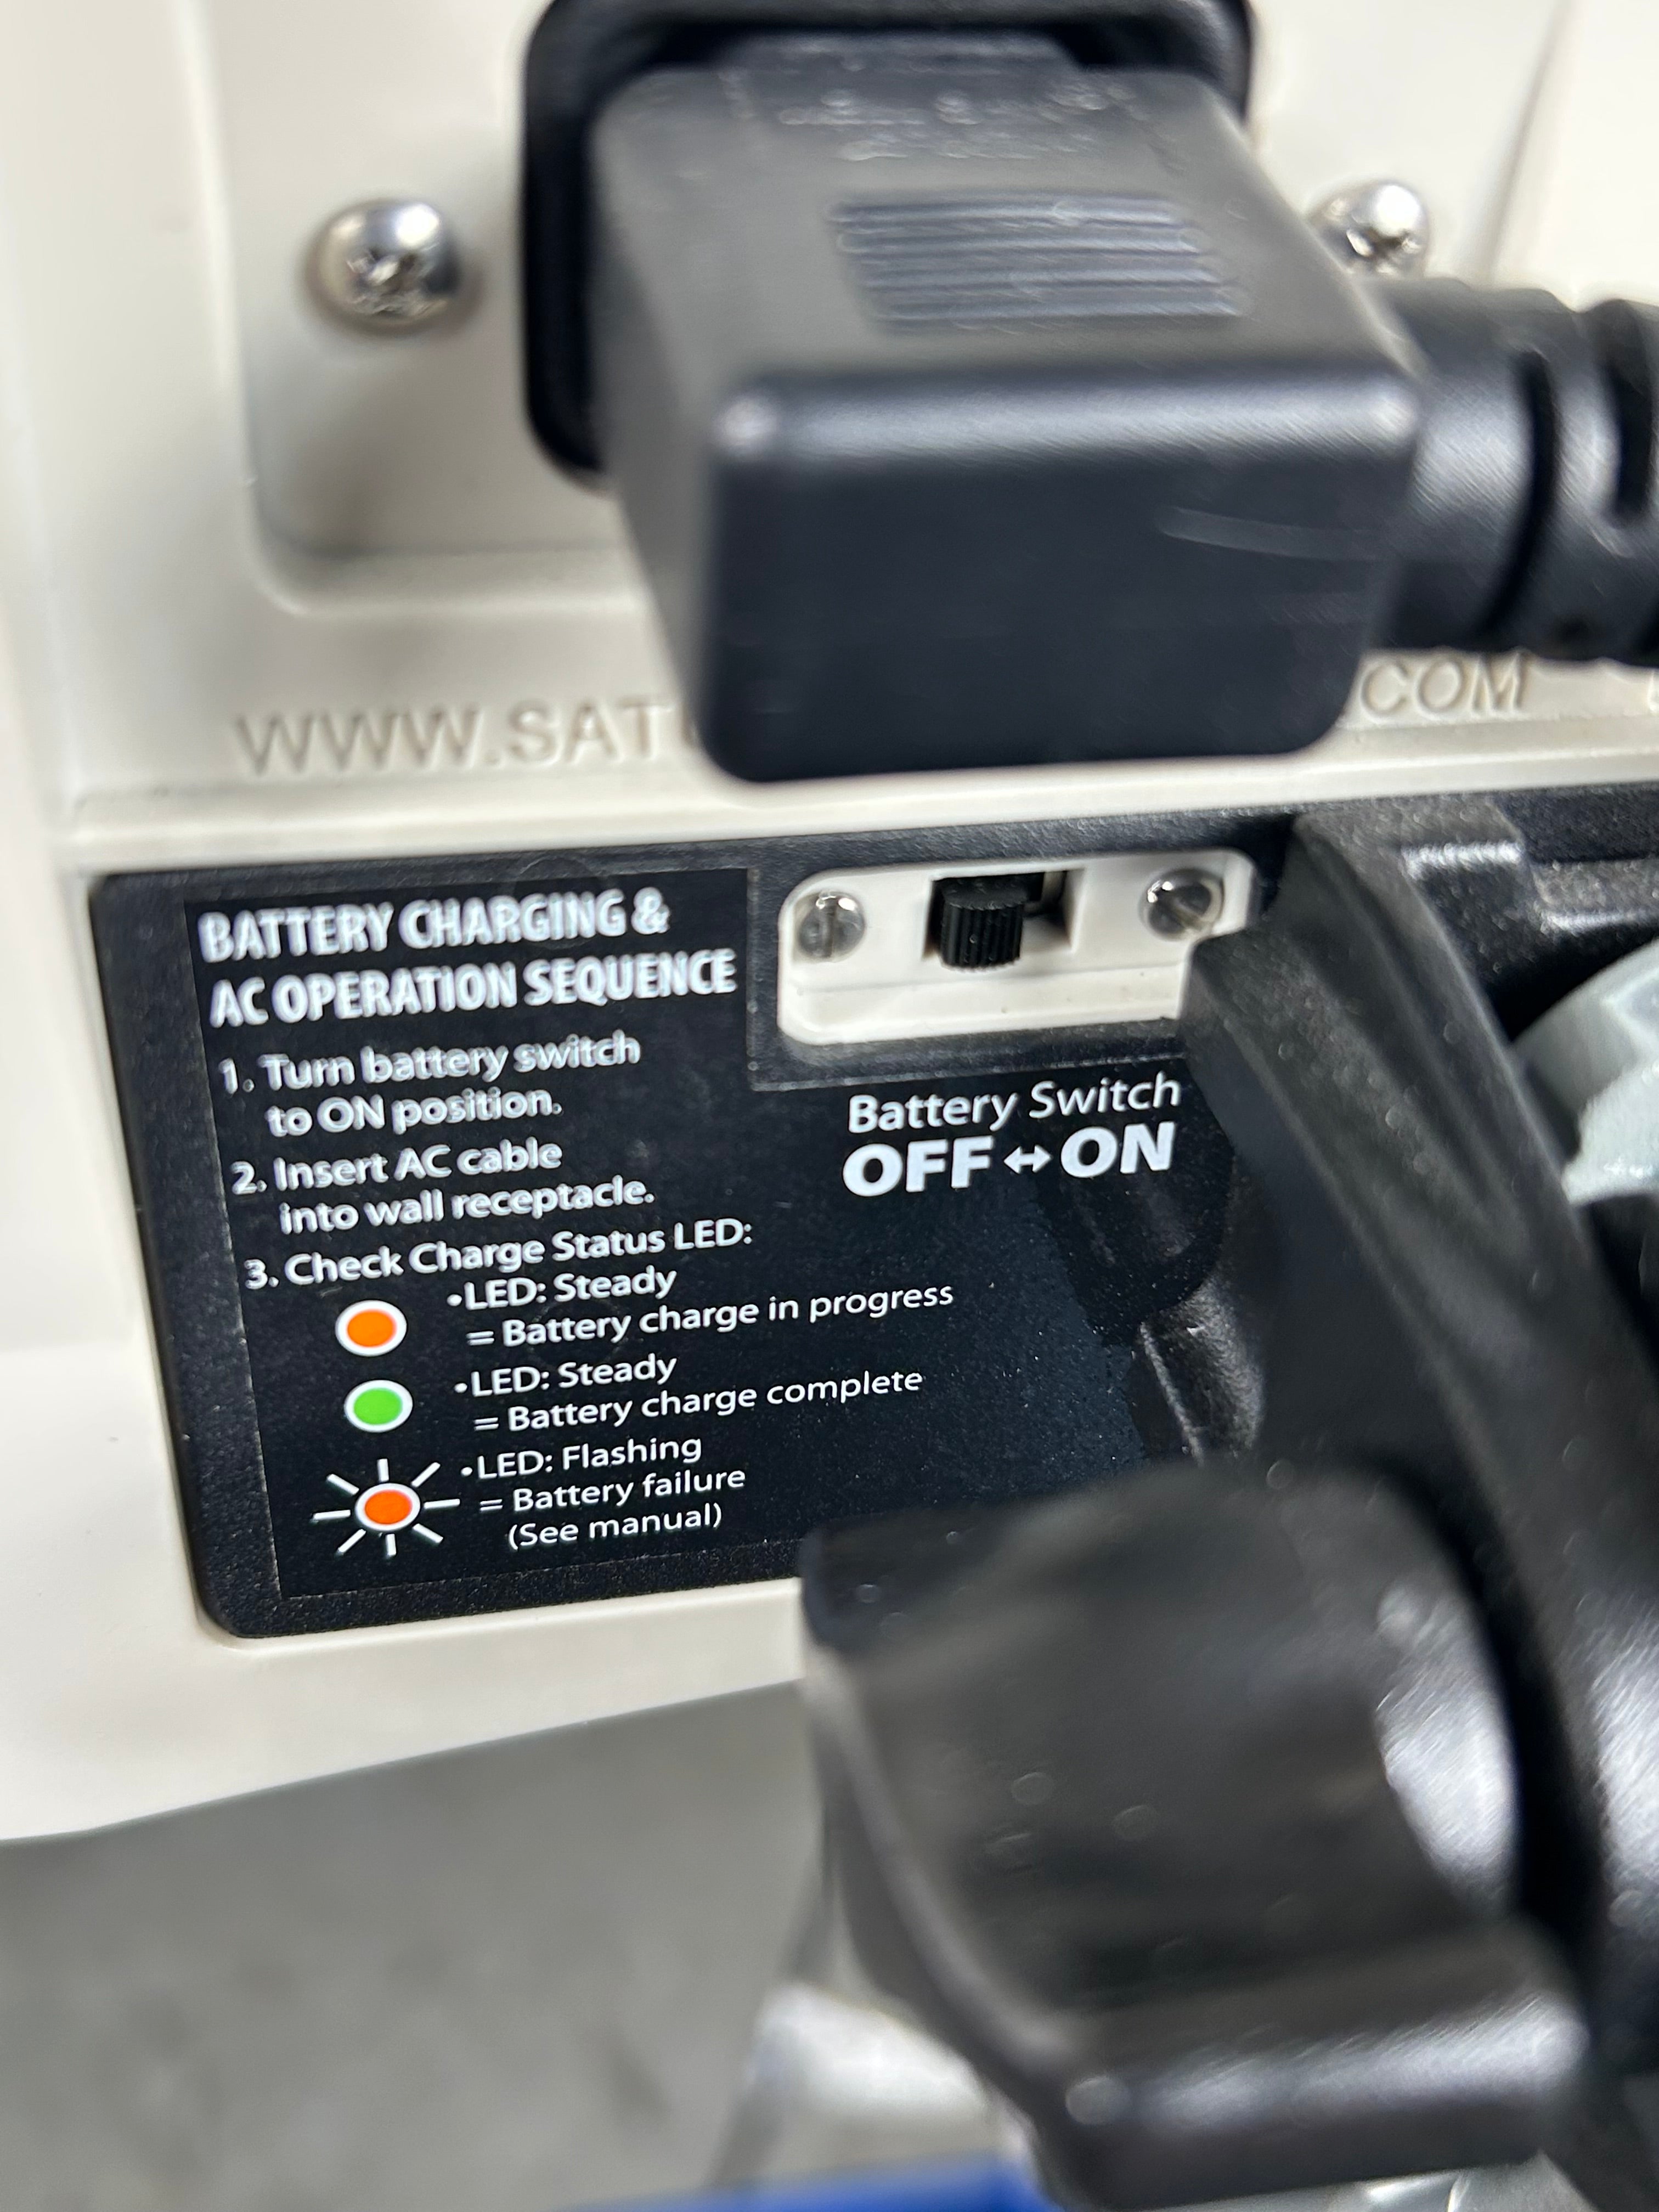 WWW.SAT
.COM
BATTERY CHARGING &
AC OPERATION SEQUENCE
1. Turn battery switch
to ON position.
2. Insert AC cable
into wall receptacle.
3. Check Charge Status LED:
•LED: Steady
= Battery charge in progress
•LED: Steady
= Battery charge complete
•LED: Flashing
= Battery failure
(See manual)
Battery Switch
OFF ↔ ON